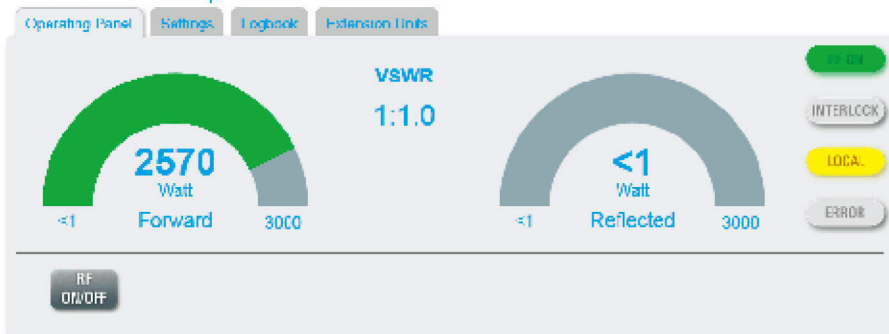 Operating Panel
Settings
Logbook
Extension Units
VSWR
1:1.0
2570
Watt
Forward
<1
3000
<1
Watt
Reflected
<1
3000
RF ON
INTERLOCK
LOCAL
ERROR
RF
ON/OFF